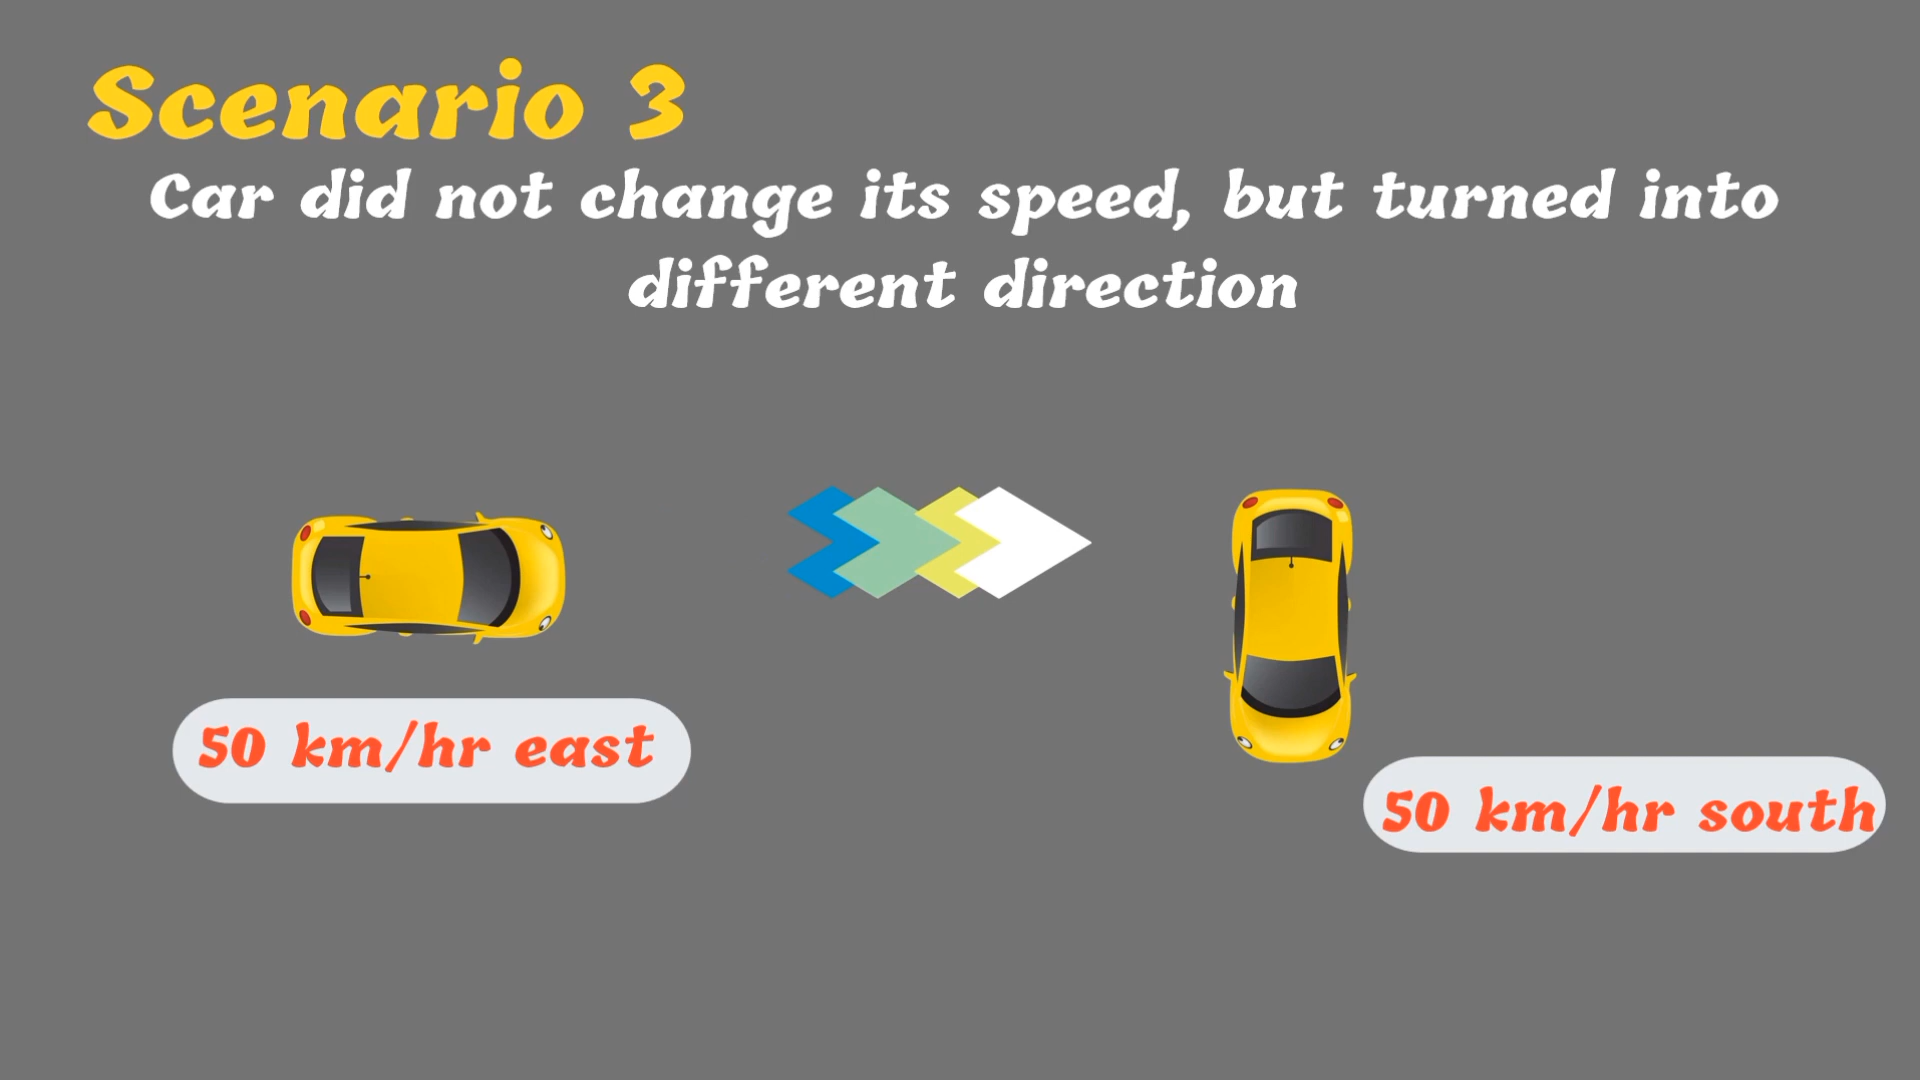 Scenario 3
Car did not change its speed, but turned into
different direction
50 km/hr east
50 km/hr south